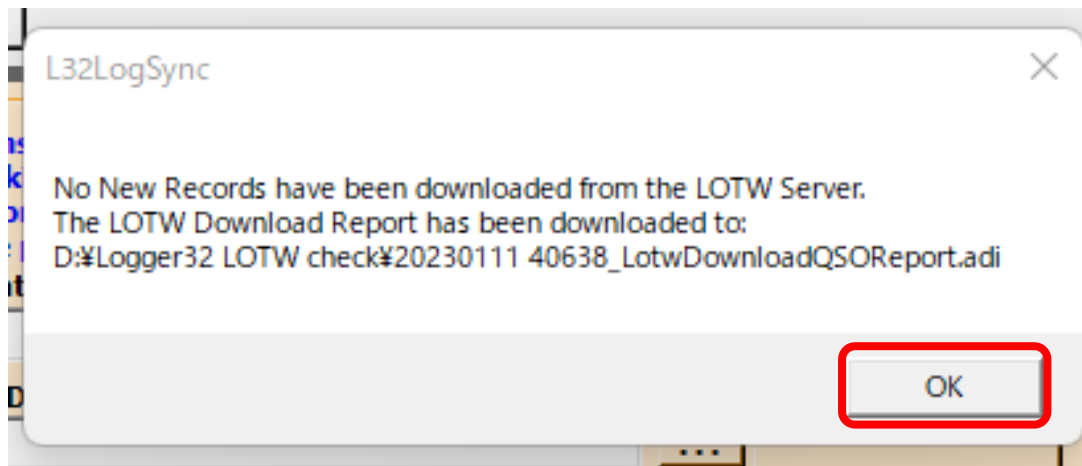 L32LogSync
No New Records have been downloaded from the LOTW Server.
The LOTW Download Report has been downloaded to:
D:¥Logger32 LOTW check¥20230111 40638_LotwDownloadQSOReport.adi
OK
...